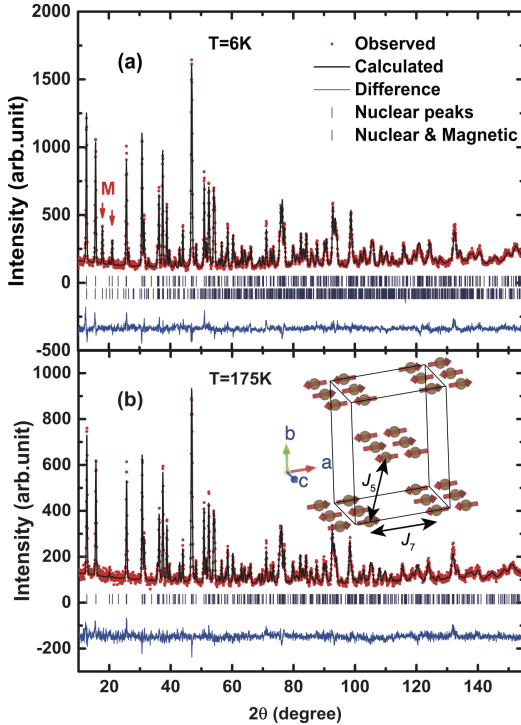 2000
T=6K
(a)
Observed
Calculated
Difference
Nuclear peaks
Nuclear & Magnetic
M
1500
1000
500
0
-500
Intensity (arb.unit)
T=175K
(b)
b
a
c
J5
J7
1000
800
600
400
200
0
-200
Intensity (arb.unit)
20 40 60 80 100 120 140
2θ (degree)